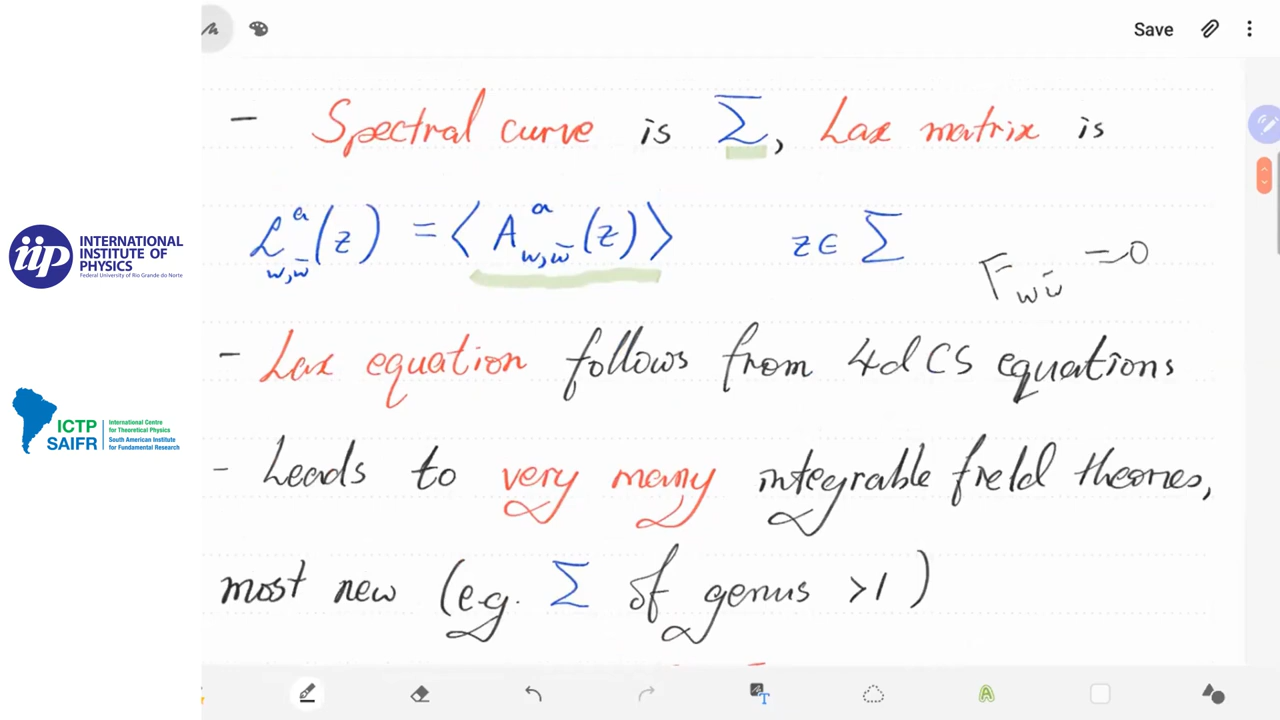 Save
- Spectral curve is Σ, Lax matrix is
ℒ^a_{w,w̄}(z) = ⟨ A^a_{w,w̄}(z) ⟩ z ∈ Σ F_{w w̄} = 0
- Lax equation follows from 4d CS equations
- Leads to very many integrable field theories,
most new (e.g. Σ of genus >1)
iip
INTERNATIONAL
INSTITUTE OF
PHYSICS
Federal University of Rio Grande do Norte
ICTP
SAIFR
International Centre
for Theoretical Physics
South American Institute
for Fundamental Research
T
A